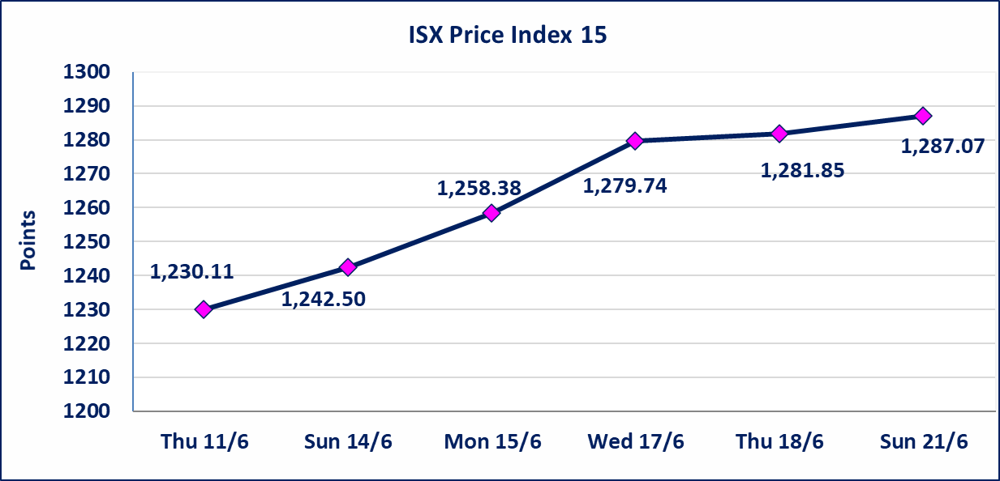 ISX Price Index 15
Points
1300
1290
1280
1270
1260
1250
1240
1230
1220
1210
1200
1,230.11
1,242.50
1,258.38
1,279.74
1,281.85
1,287.07
Thu 11/6
Sun 14/6
Mon 15/6
Wed 17/6
Thu 18/6
Sun 21/6